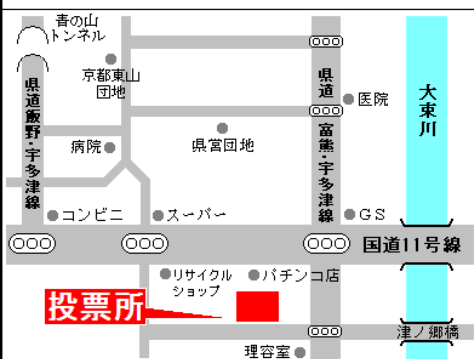 青の山
トンネル
京都東山
団地
県道飯野・宇多津線
県道 富熊・宇多津線
医院
大束川
病院
県営団地
コンビニ
スーパー
GS
国道11号線
リサイクル
ショップ
パチンコ店
投票所
津ノ郷橋
理容室